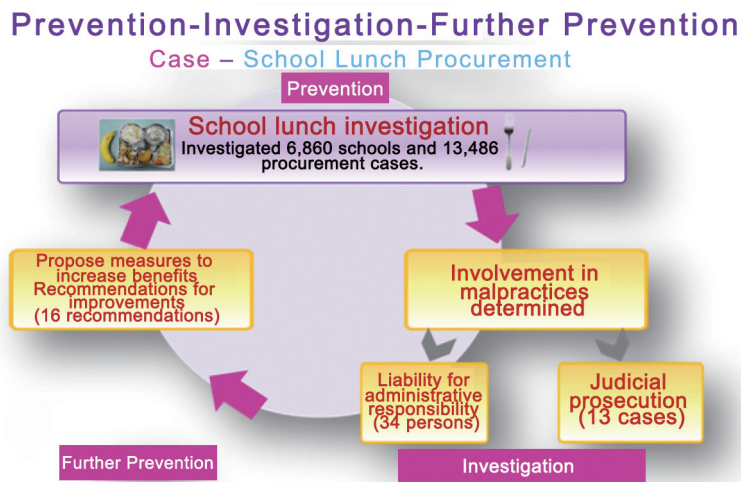 Prevention-Investigation-Further Prevention
Case – School Lunch Procurement
Prevention
School lunch investigation
Investigated 6,860 schools and 13,486
procurement cases.
Propose measures to
increase benefits
Recommendations for
improvements
(16 recommendations)
Involvement in
malpractices
determined
Liability for
administrative
responsibility
(34 persons)
Judicial
prosecution
(13 cases)
Further Prevention
Investigation